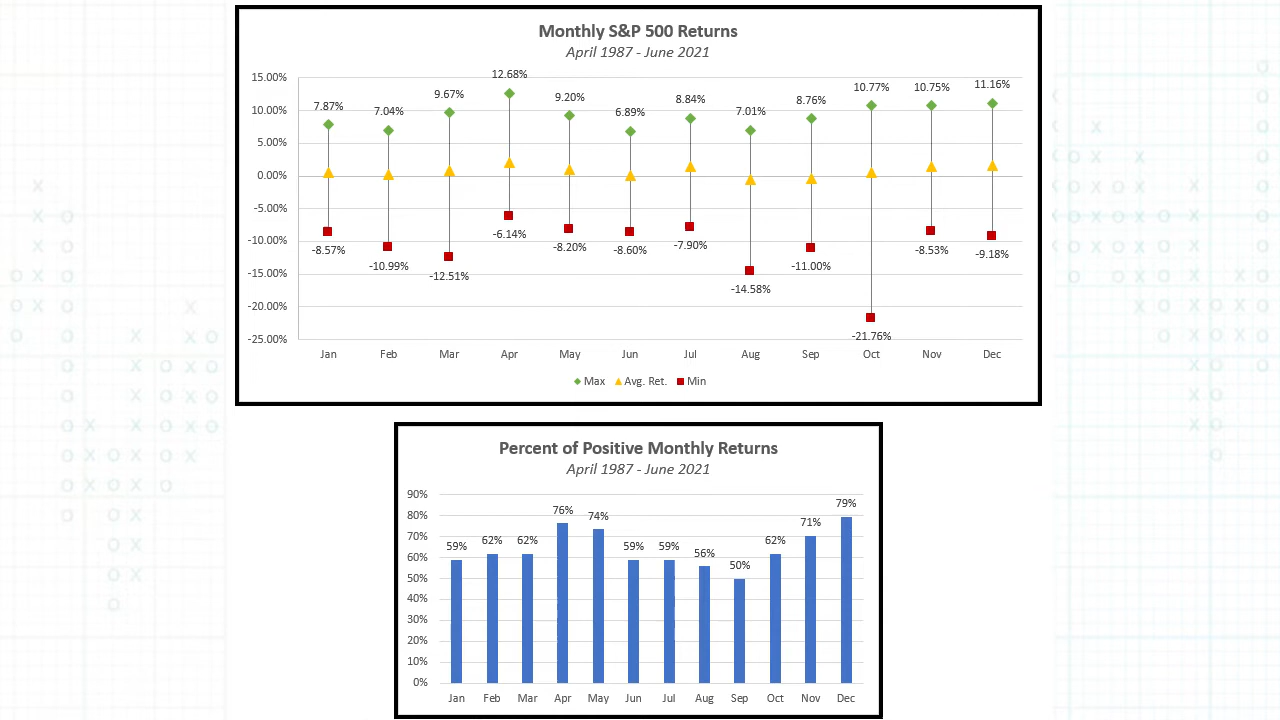 Monthly S&P 500 Returns
April 1987 - June 2021
15.00%
10.00%
5.00%
0.00%
-5.00%
-10.00%
-15.00%
-20.00%
-25.00%
7.87% 7.04% 9.67% 12.68% 9.20% 6.89% 8.84% 7.01% 8.76% 10.77% 10.75% 11.16%
-8.57% -10.99% -12.51% -6.14% -8.20% -8.60% -7.90% -14.58% -11.00% -21.76% -8.53% -9.18%
Jan Feb Mar Apr May Jun Jul Aug Sep Oct Nov Dec
Max Avg. Ret. Min
Percent of Positive Monthly Returns
April 1987 - June 2021
90%
80%
70%
60%
50%
40%
30%
20%
10%
0%
59% 62% 62% 76% 74% 59% 59% 56% 50% 62% 71% 79%
Jan Feb Mar Apr May Jun Jul Aug Sep Oct Nov Dec